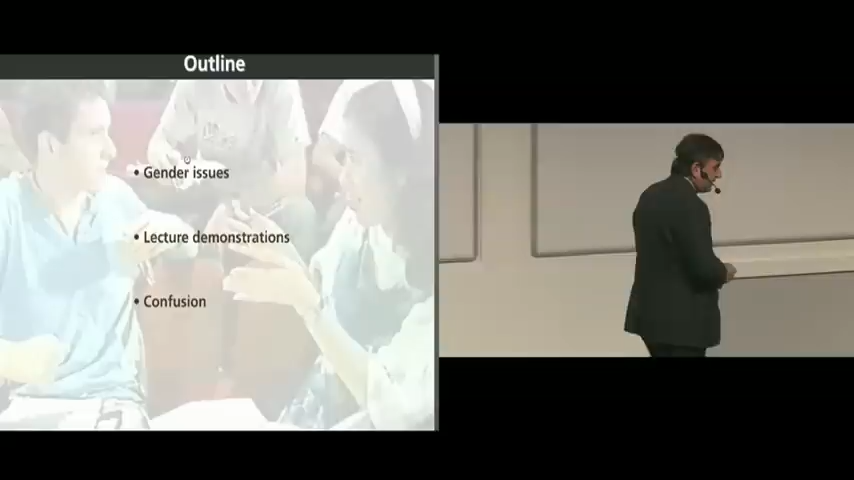 Outline
• Gender issues
• Lecture demonstrations
• Confusion